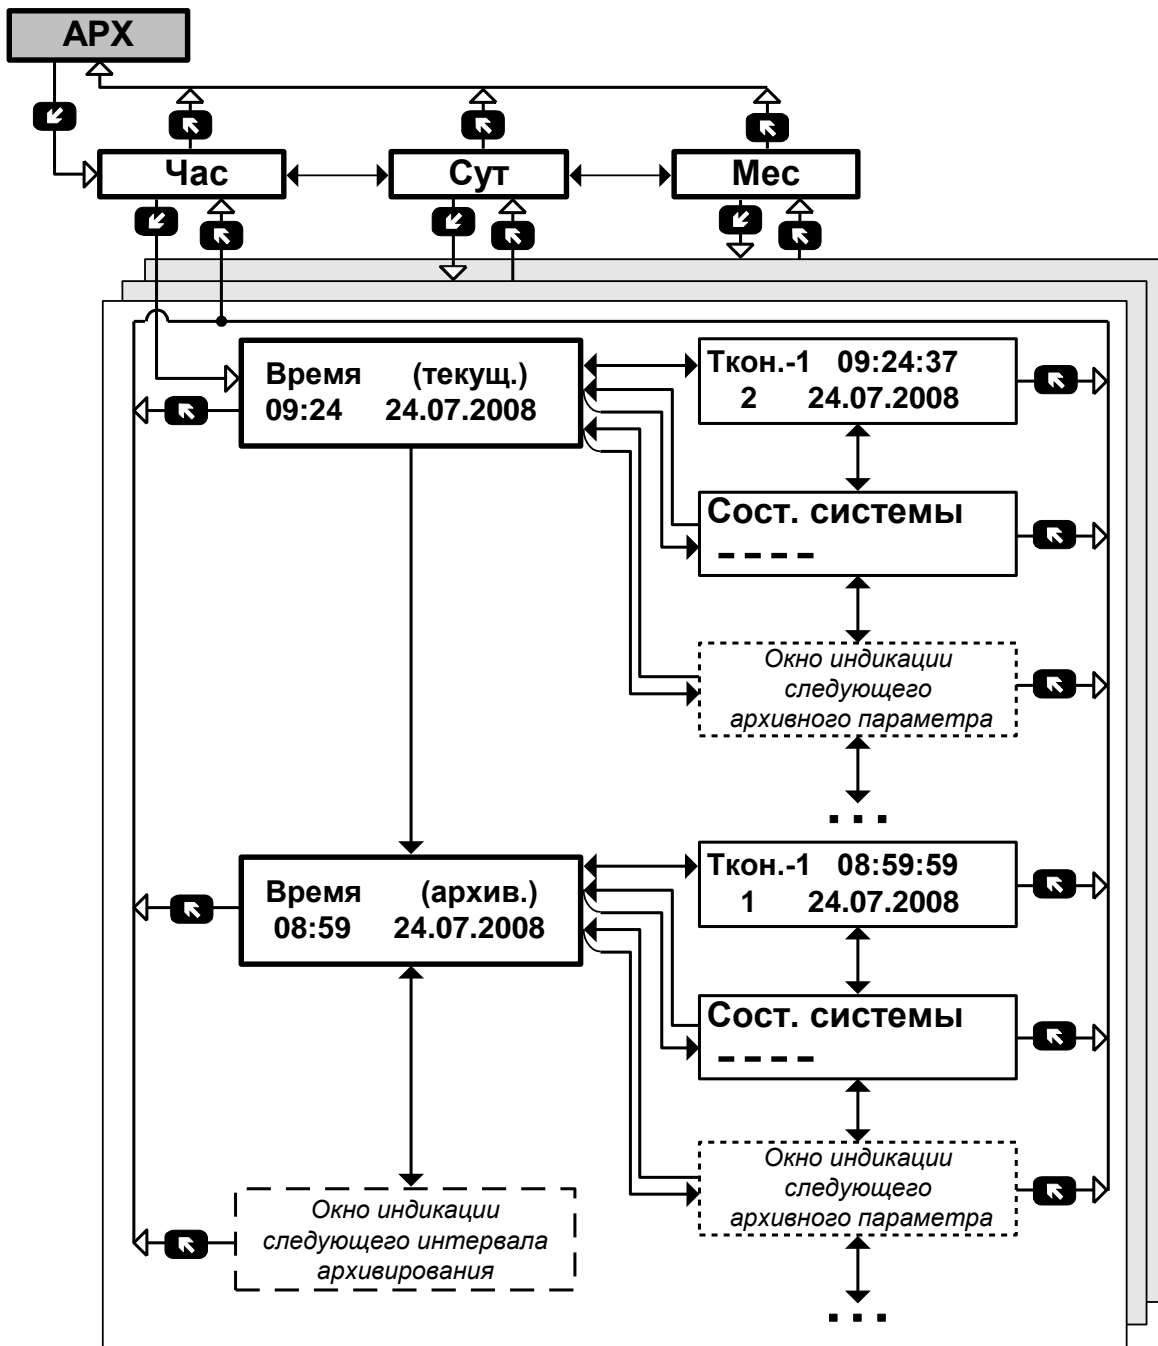 АРХ
Час
Сут
Мес
Время (текущ.)
09:24 24.07.2008
Ткон.-1 09:24:37
2 24.07.2008
Сост. системы
– – – –
Окно индикации
следующего
архивного параметра
...
Время (архив.)
08:59 24.07.2008
Ткон.-1 08:59:59
1 24.07.2008
Сост. системы
– – – –
Окно индикации
следующего
архивного параметра
...
Окно индикации
следующего интервала
архивирования